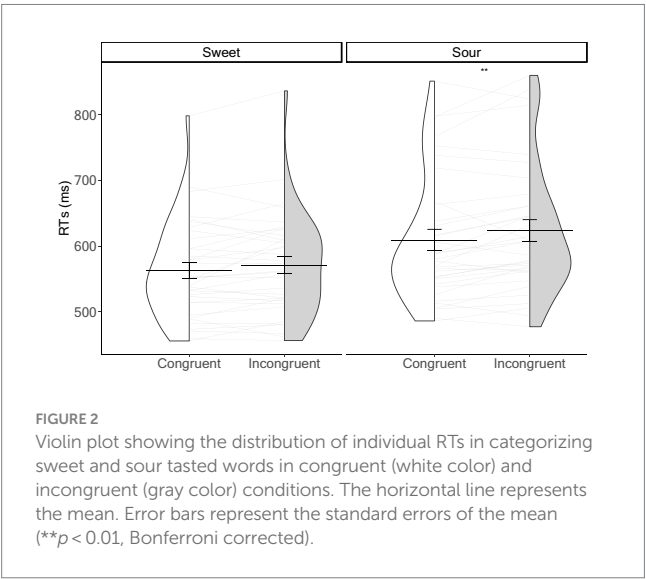 Sweet
Sour
**
800
700
600
500
RTs (ms)
Congruent
Incongruent
Congruent
Incongruent
FIGURE 2
Violin plot showing the distribution of individual RTs in categorizing
sweet and sour tasted words in congruent (white color) and
incongruent (gray color) conditions. The horizontal line represents
the mean. Error bars represent the standard errors of the mean
(**p < 0.01, Bonferroni corrected).